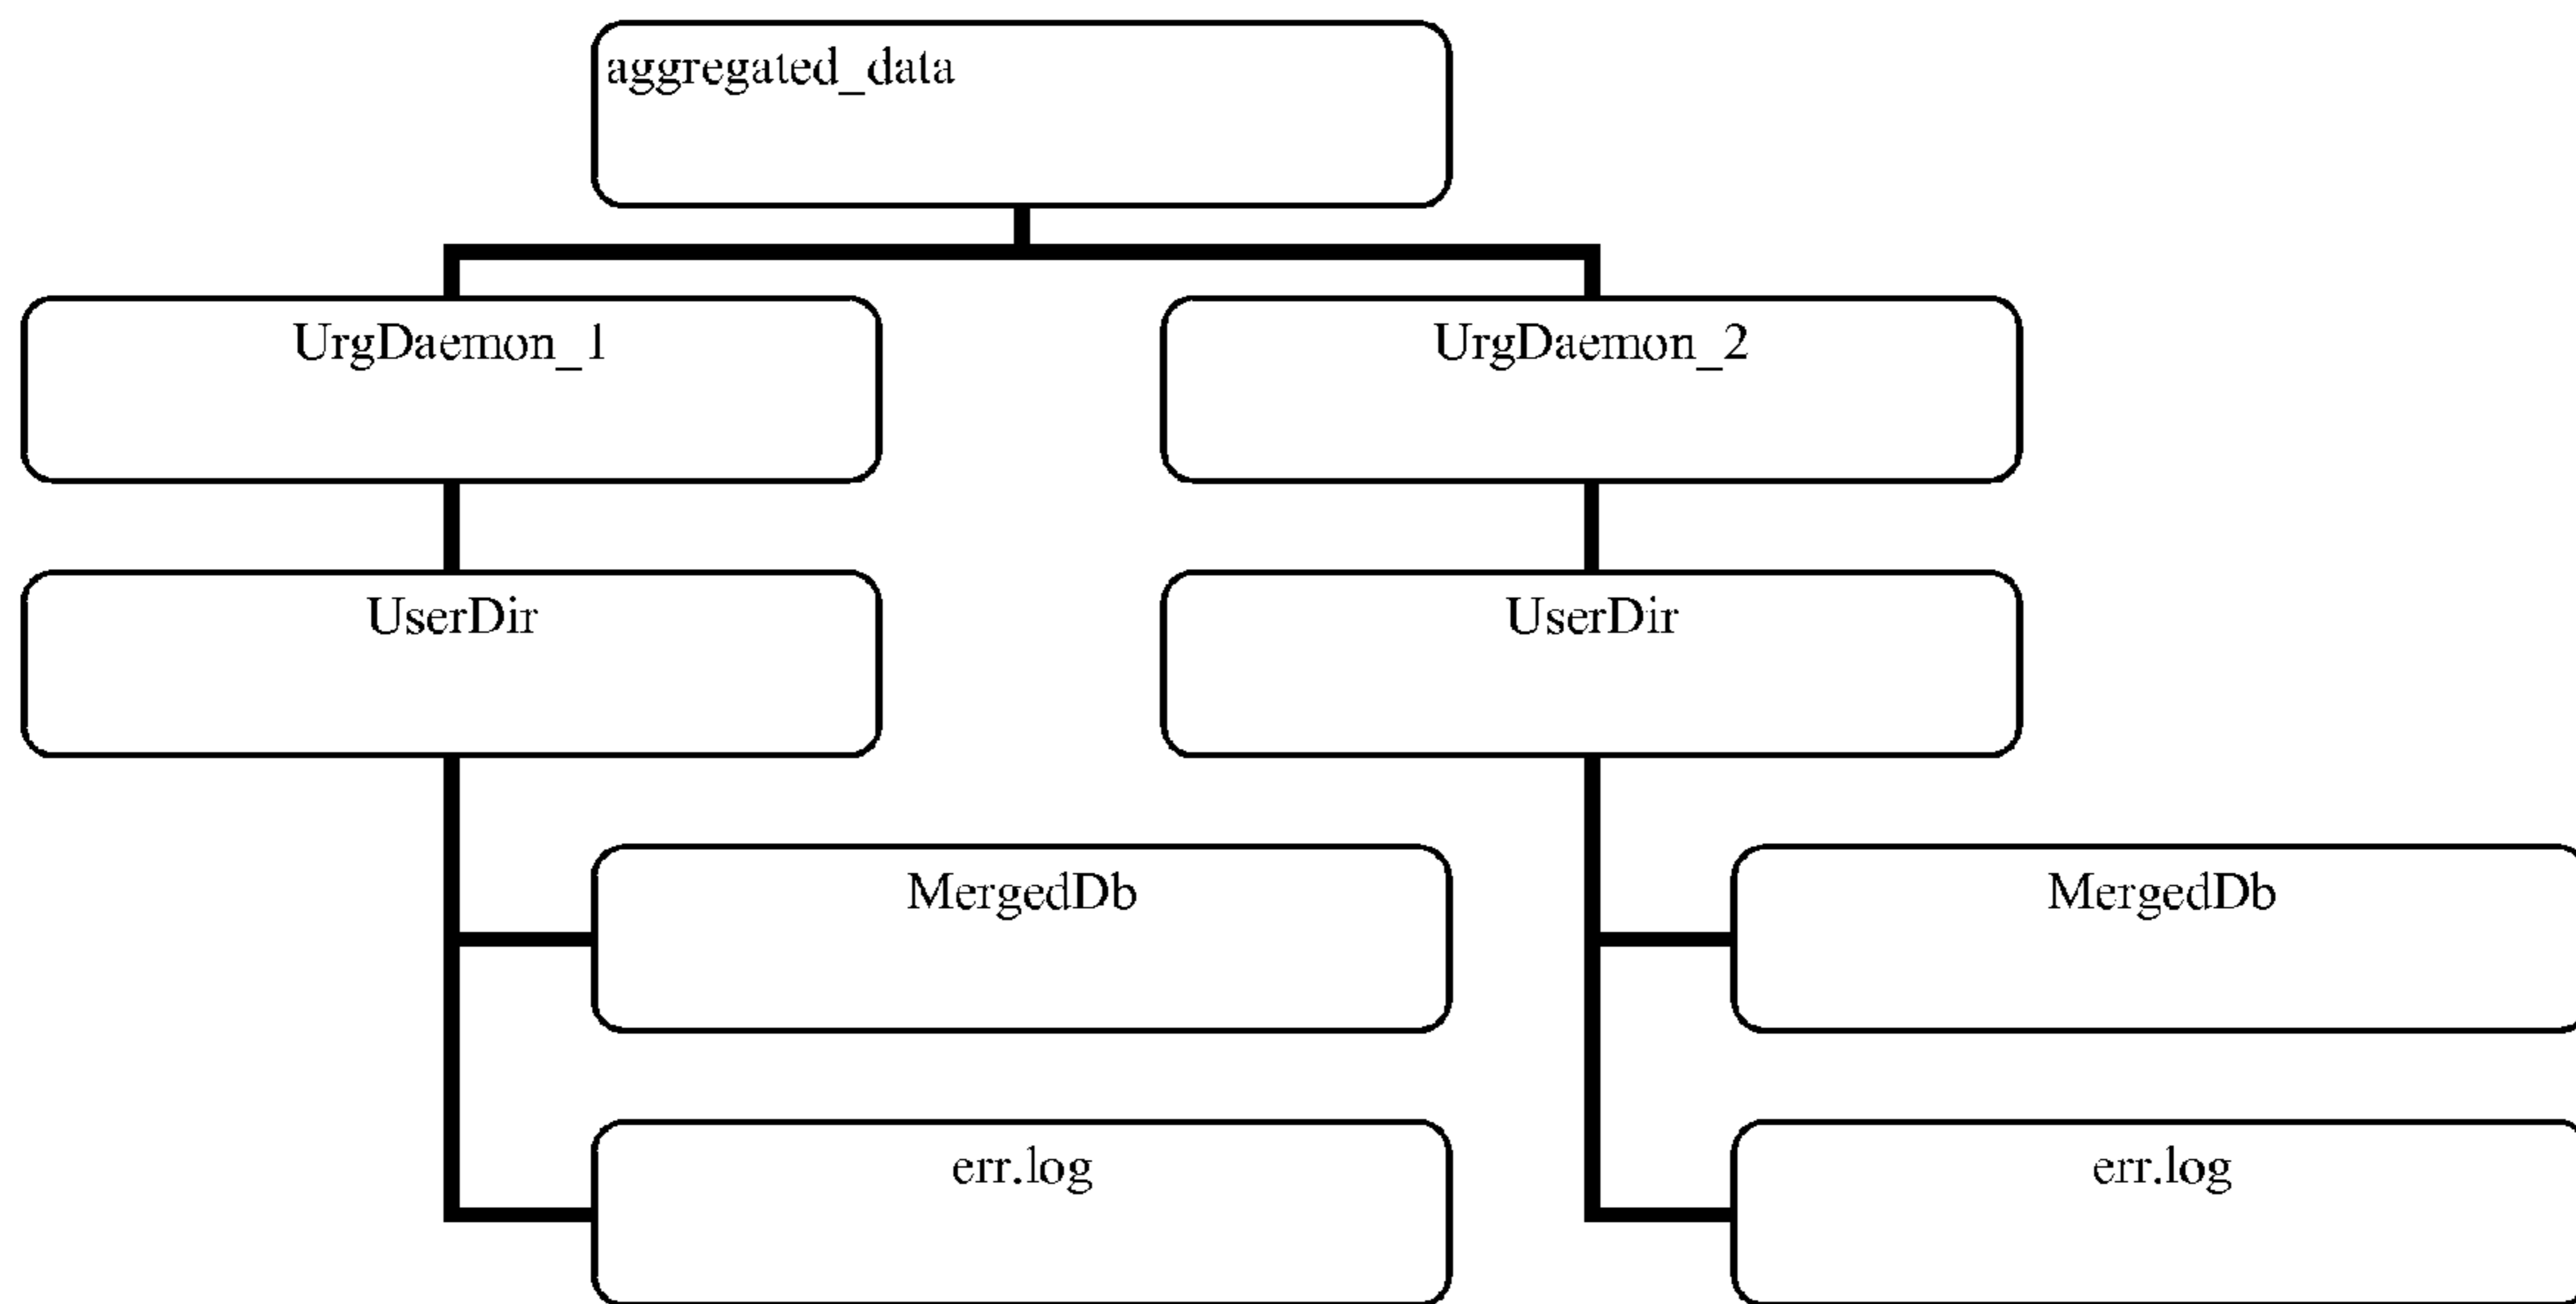 aggregated_data
UrgDaemon_1
UrgDaemon_2
UserDir
UserDir
MergedDb
MergedDb
err.log
err.log